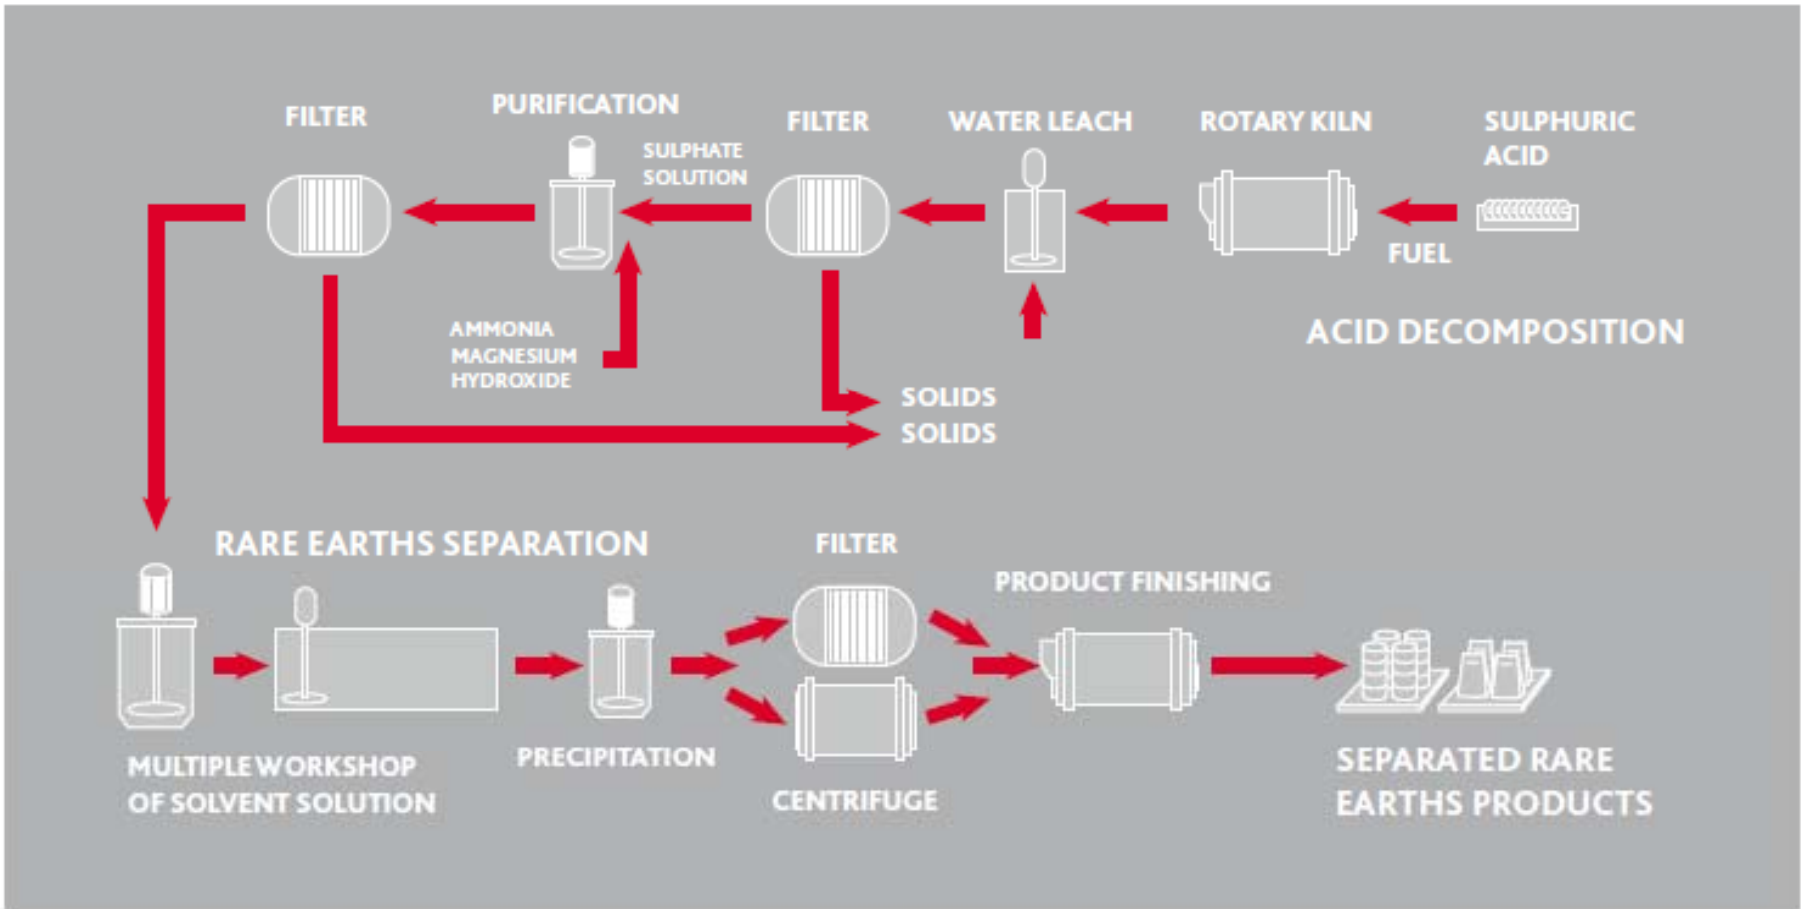 FILTER
PURIFICATION
FILTER
WATER LEACH
ROTARY KILN
SULPHURIC
ACID
SULPHATE
SOLUTION
FUEL
AMMONIA
MAGNESIUM
HYDROXIDE
ACID DECOMPOSITION
SOLIDS
SOLIDS
RARE EARTHS SEPARATION
FILTER
PRODUCT FINISHING
MULTIPLE WORKSHOP
OF SOLVENT SOLUTION
PRECIPITATION
CENTRIFUGE
SEPARATED RARE
EARTHS PRODUCTS